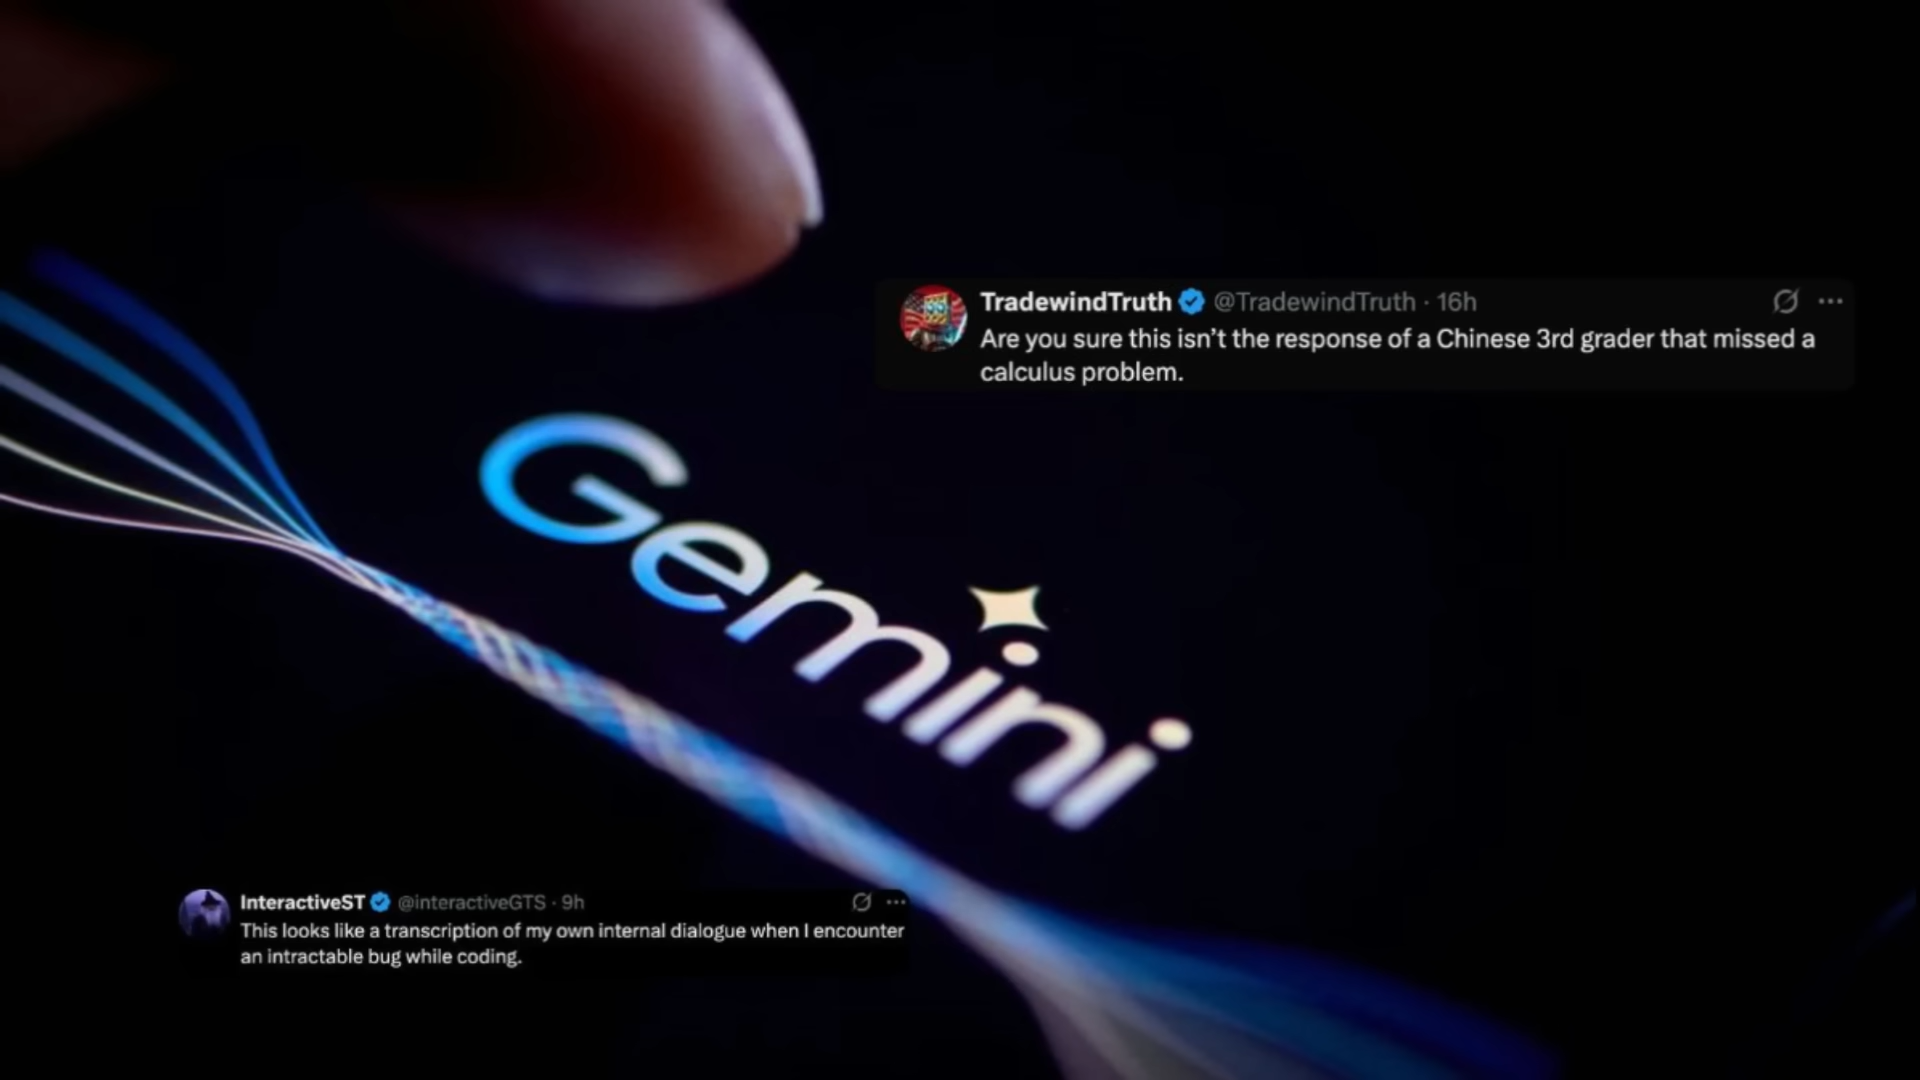 TradewindTruth @TradewindTruth · 16h
Are you sure this isn’t the response of a Chinese 3rd grader that missed a
calculus problem.
Gemini
InteractiveST @interactiveGTS · 9h
This looks like a transcription of my own internal dialogue when I encounter
an intractable bug while coding.